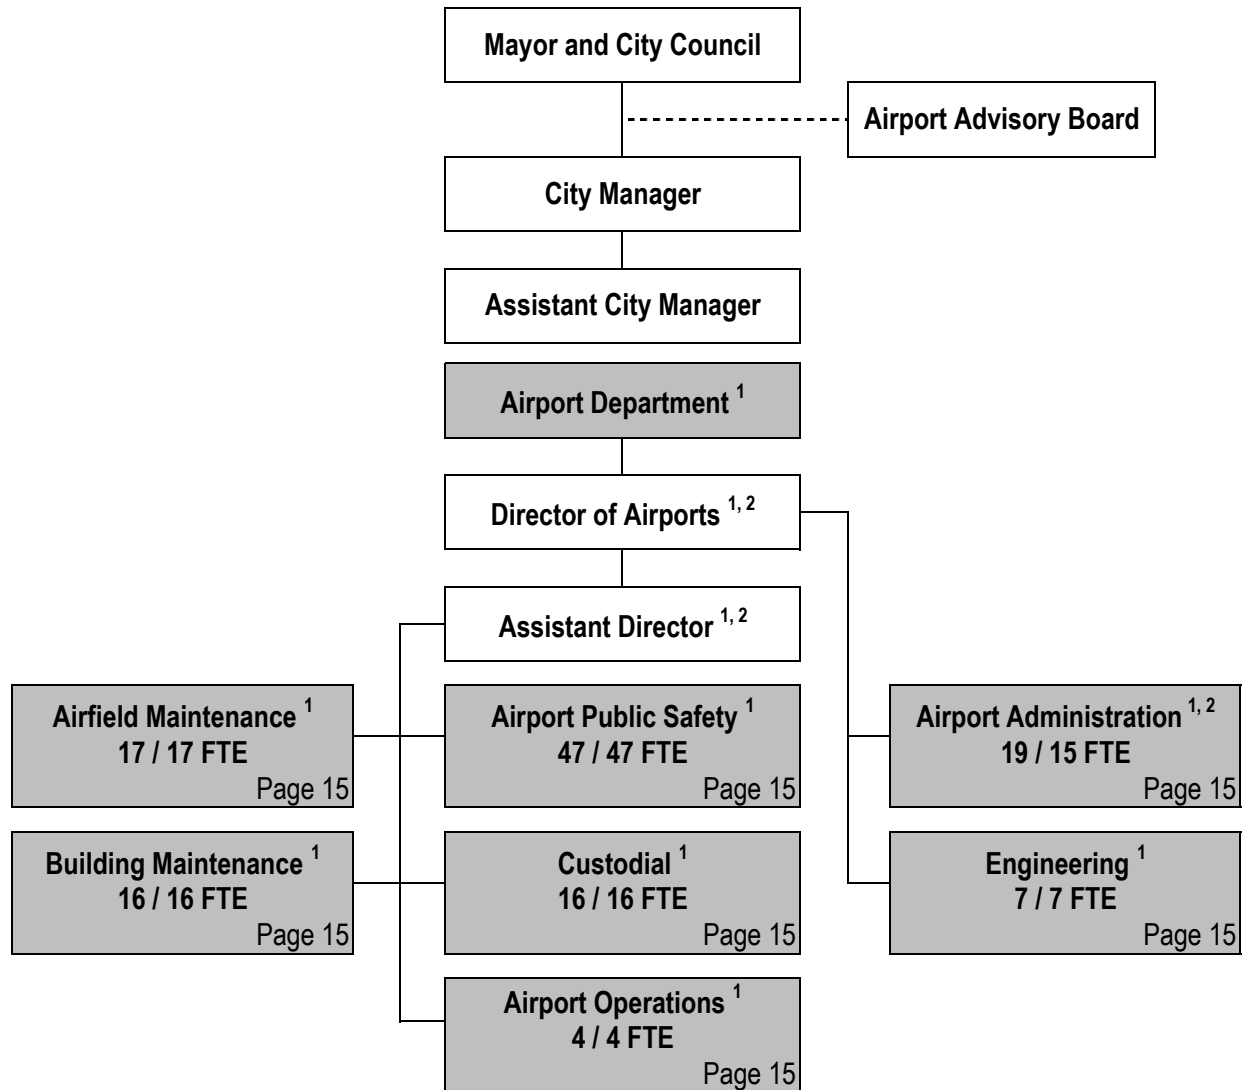 Mayor and City Council
Airport Advisory Board
City Manager
Assistant City Manager
Airport Department 1
Director of Airports 1, 2
Assistant Director 1, 2
Airfield Maintenance 1
17 / 17 FTE
Page 15
Airport Public Safety 1
47 / 47 FTE
Page 15
Airport Administration 1, 2
19 / 15 FTE
Page 15
Building Maintenance 1
16 / 16 FTE
Page 15
Custodial 1
16 / 16 FTE
Page 15
Engineering 1
7 / 7 FTE
Page 15
Airport Operations 1
4 / 4 FTE
Page 15